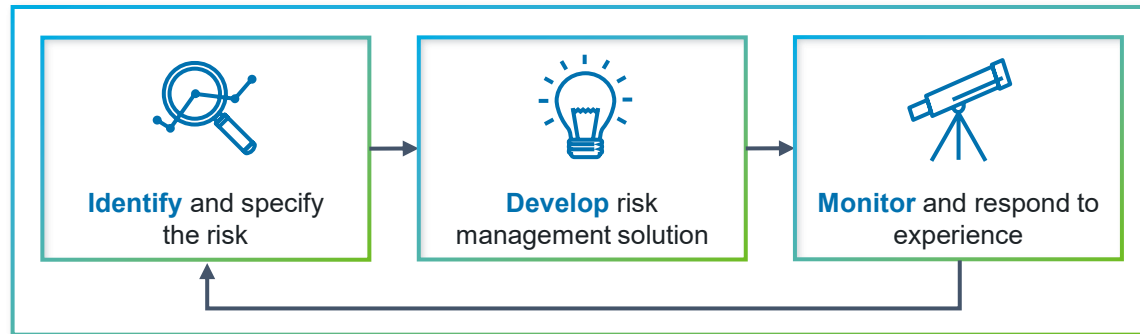 Identify and specify
the risk
Develop risk
management solution
Monitor and respond to
experience